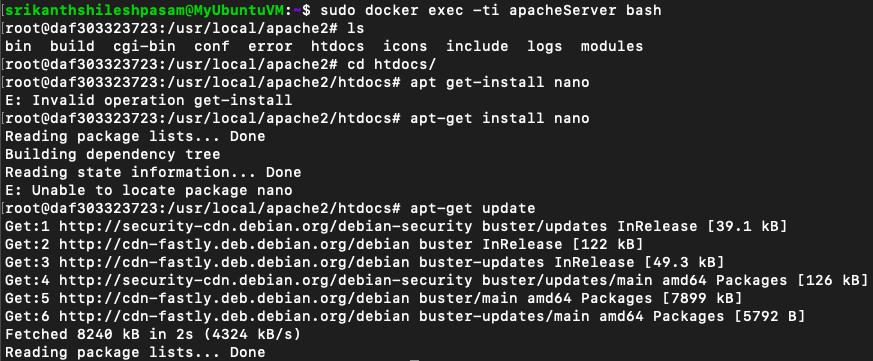 srikanthshileshpasam@MyUbuntuVM:~$ sudo docker exec -ti apacheServer bash
[root@daf303323723:/usr/local/apache2# ls
bin  build  cgi-bin  conf  error  htdocs  icons  include  logs  modules
[root@daf303323723:/usr/local/apache2# cd htdocs/
[root@daf303323723:/usr/local/apache2/htdocs# apt get-install nano
E: Invalid operation get-install
[root@daf303323723:/usr/local/apache2/htdocs# apt-get install nano
Reading package lists... Done
Building dependency tree
Reading state information... Done
E: Unable to locate package nano
[root@daf303323723:/usr/local/apache2/htdocs# apt-get update
Get:1 http://security-cdn.debian.org/debian-security buster/updates InRelease [39.1 kB]
Get:2 http://cdn-fastly.deb.debian.org/debian buster InRelease [122 kB]
Get:3 http://cdn-fastly.deb.debian.org/debian buster-updates InRelease [49.3 kB]
Get:4 http://security-cdn.debian.org/debian-security buster/updates/main amd64 Packages [126 kB]
Get:5 http://cdn-fastly.deb.debian.org/debian buster/main amd64 Packages [7899 kB]
Get:6 http://cdn-fastly.deb.debian.org/debian buster-updates/main amd64 Packages [5792 B]
Fetched 8240 kB in 2s (4324 kB/s)
Reading package lists... Done